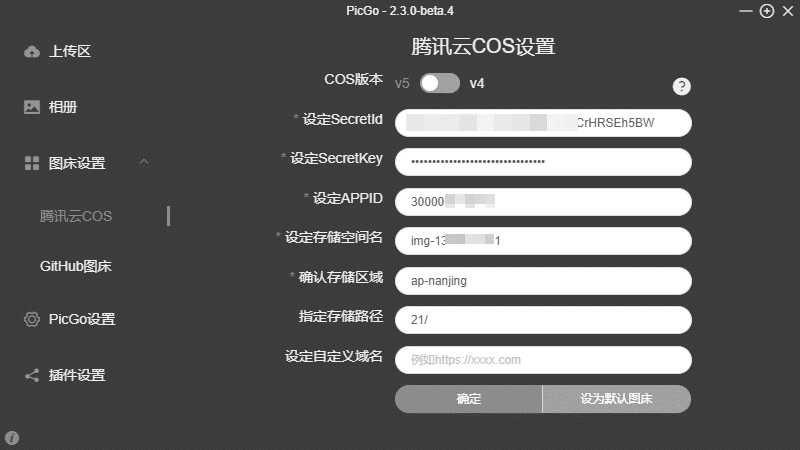 PicGo - 2.3.0-beta.4
上传区
相册
图床设置
腾讯云COS
GitHub图床
PicGo设置
插件设置
腾讯云COS设置
COS版本 v5 v4
* 设定SecretId CrHRSEh5BW
* 设定SecretKey ••••••••••••••••••••••••••••••••
* 设定APPID 30000
* 设定存储空间名 img-13 1
* 确认存储区域 ap-nanjing
指定存储路径 21/
设定自定义域名 例如https://xxxx.com
确定 设为默认图床